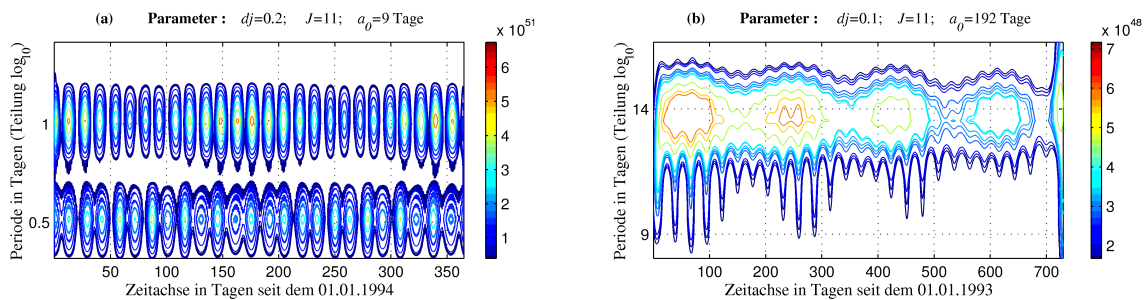 (a) Parameter : dj=0.2; J=11; a0=9 Tage
x 10^51
Periode in Tagen (Teilung log10)
1
0.5
50 100 150 200 250 300 350
Zeitachse in Tagen seit dem 01.01.1994
6
5
4
3
2
1
(b) Parameter : dj=0.1; J=11; a0=192 Tage
x 10^48
Periode in Tagen (Teilung log10)
14
9
100 200 300 400 500 600 700
Zeitachse in Tagen seit dem 01.01.1993
7
6
5
4
3
2